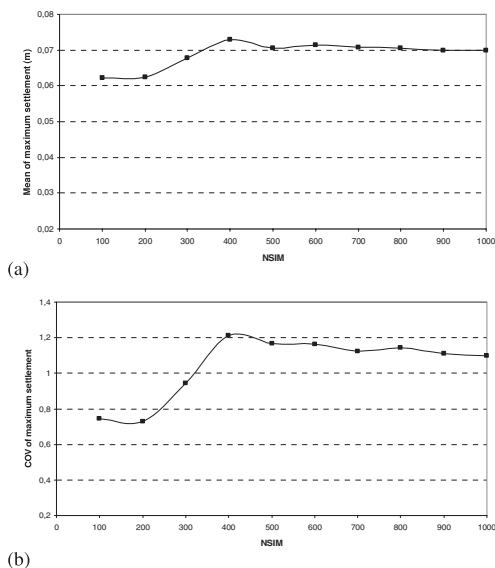 0,08
0,07
0,06
0,05
0,04
0,03
0,02
0 100 200 300 400 500 600 700 800 900 1000
Mean of maximum settlement (m)
NSIM
(a)
1,4
1,2
1
0,8
0,6
0,4
0,2
0 100 200 300 400 500 600 700 800 900 1000
COV of maximum settlement
NSIM
(b)